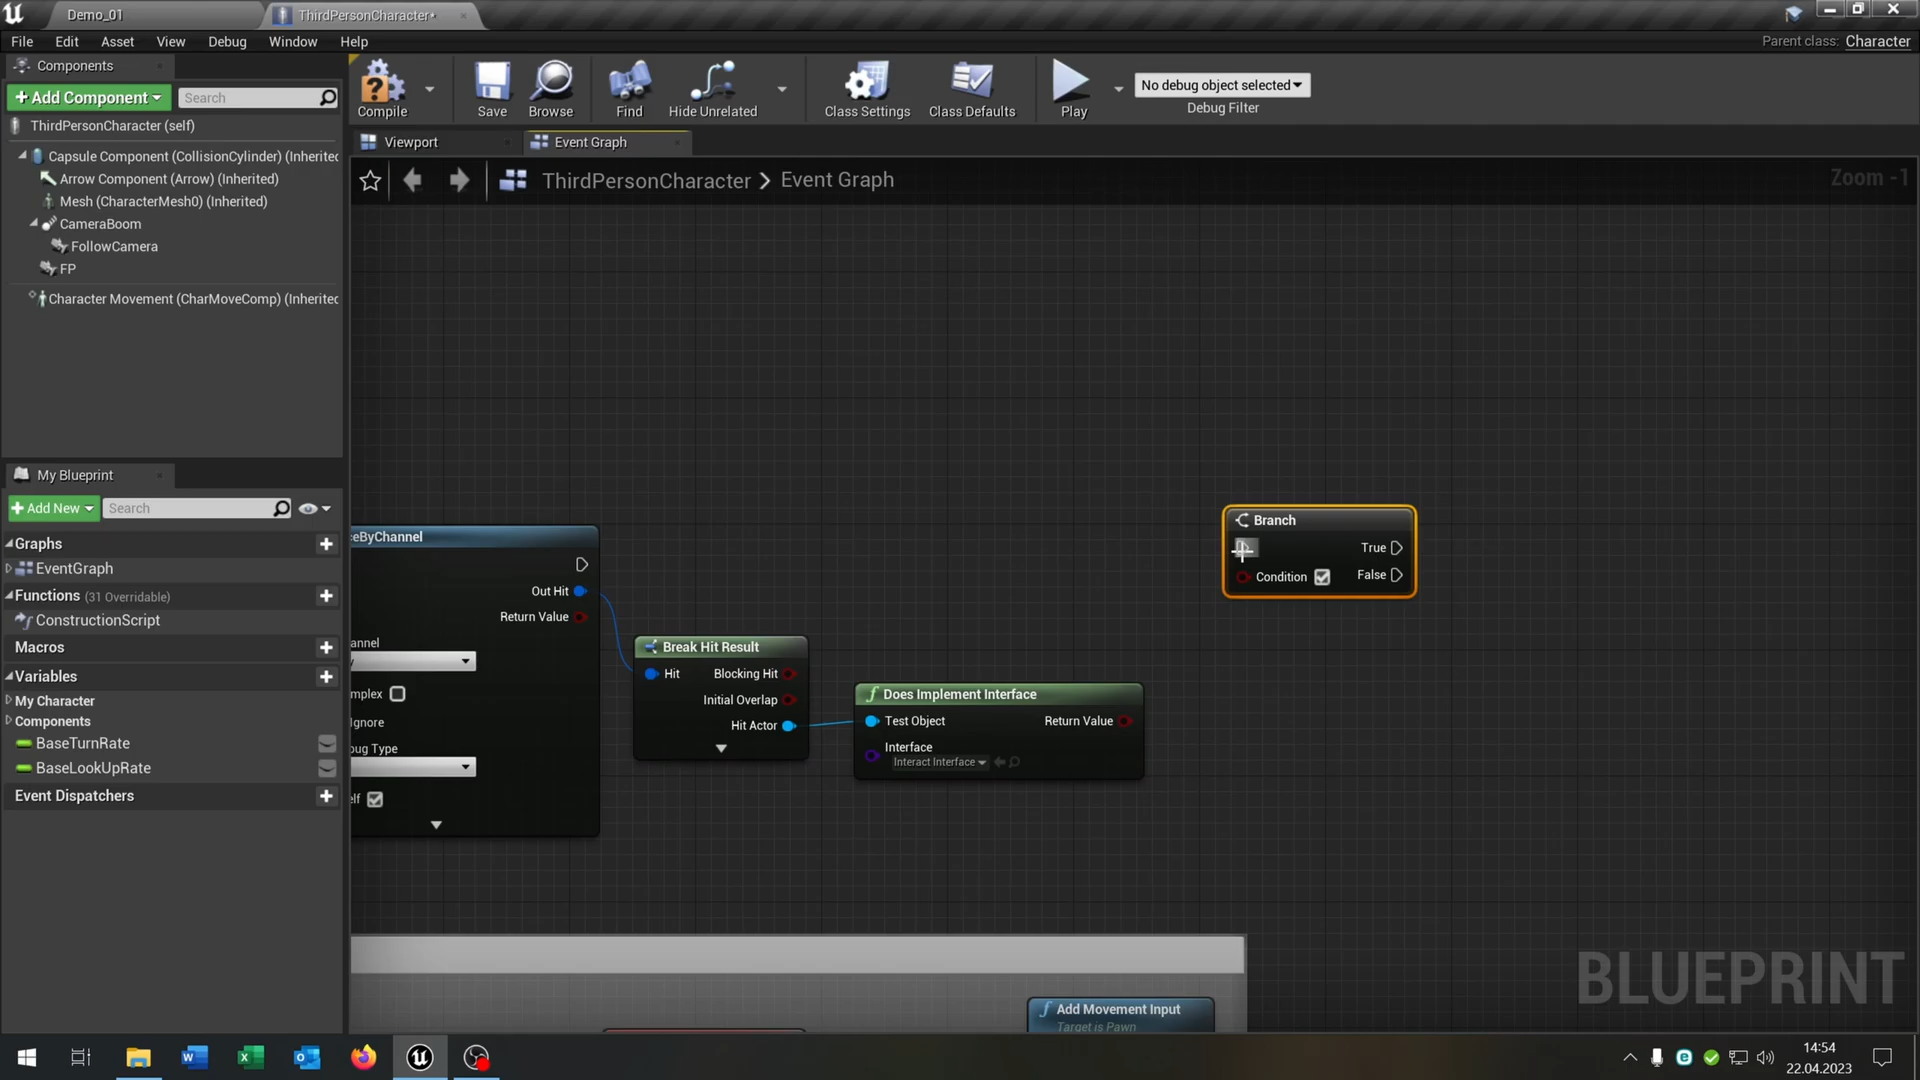 Demo_01
ThirdPersonCharacter*
File Edit Asset View Debug Window Help
Parent class: Character
Components
+ Add Component
Search
ThirdPersonCharacter (self)
Capsule Component (CollisionCylinder) (Inherited
Arrow Component (Arrow) (Inherited)
Mesh (CharacterMesh0) (Inherited)
CameraBoom
FollowCamera
FP
Character Movement (CharMoveComp) (Inherited
Compile
Save
Browse
Find
Hide Unrelated
Class Settings
Class Defaults
Play
No debug object selected
Debug Filter
Viewport
Event Graph
ThirdPersonCharacter > Event Graph
Zoom -1
My Blueprint
+ Add New
Search
Graphs
EventGraph
Functions (31 Overridable)
ConstructionScript
Macros
Variables
My Character
Components
BaseTurnRate
BaseLookUpRate
Event Dispatchers
eByChannel
Out Hit
Return Value
annel
y
mplex
Ignore
ug Type
elf
Break Hit Result
Hit
Blocking Hit
Initial Overlap
Hit Actor
Does Implement Interface
Test Object
Return Value
Interface
Interact Interface
Branch
True
Condition
False
Add Movement Input
Target is Pawn
BLUEPRINT
14:54
22.04.2023